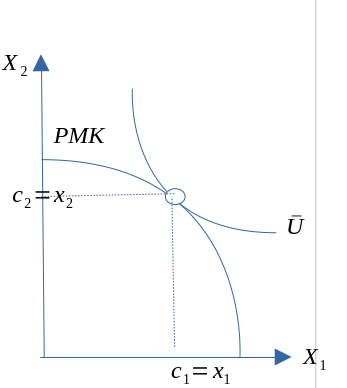 X₂
PMK
c₂=x₂
Ū
X₁
c₁=x₁